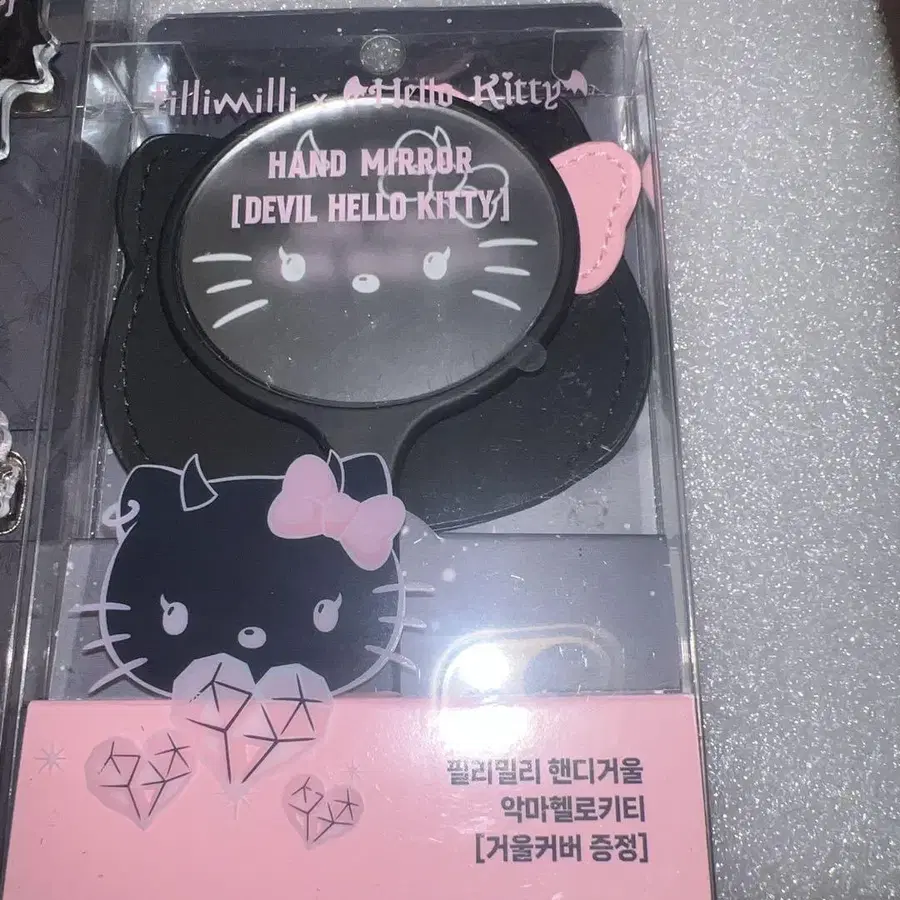 fillimilli x Hello Kitty
HAND MIRROR
[DEVIL HELLO KITTY]
필리밀리 핸디거울
악마헬로키티
[거울커버 증정]